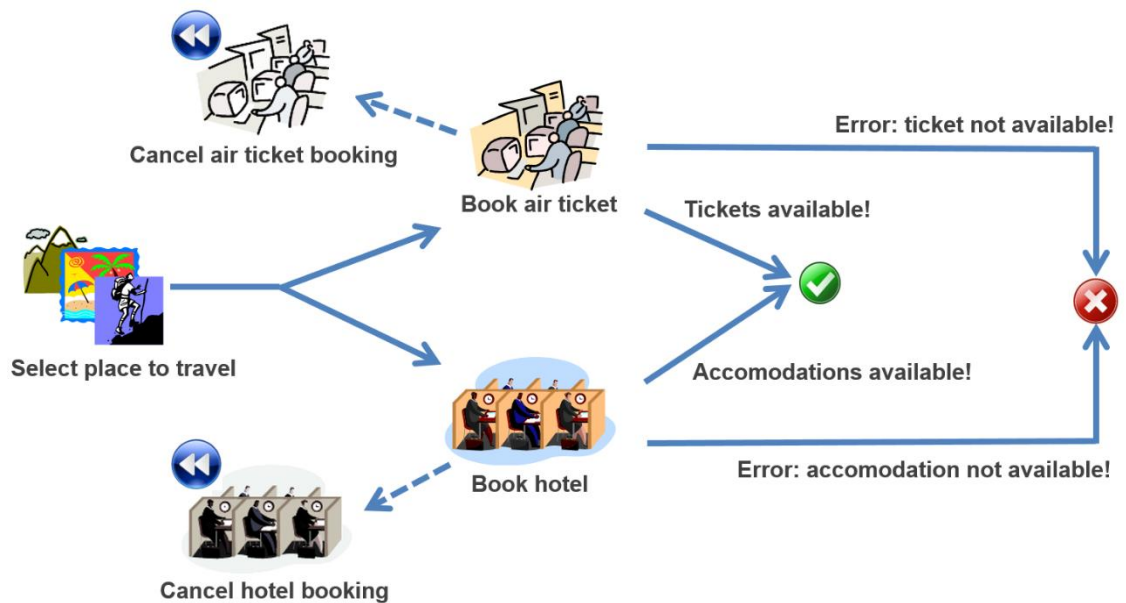 Cancel air ticket booking
Error: ticket not available!
Book air ticket
Tickets available!
Select place to travel
Accomodations available!
Book hotel
Error: accomodation not available!
Cancel hotel booking